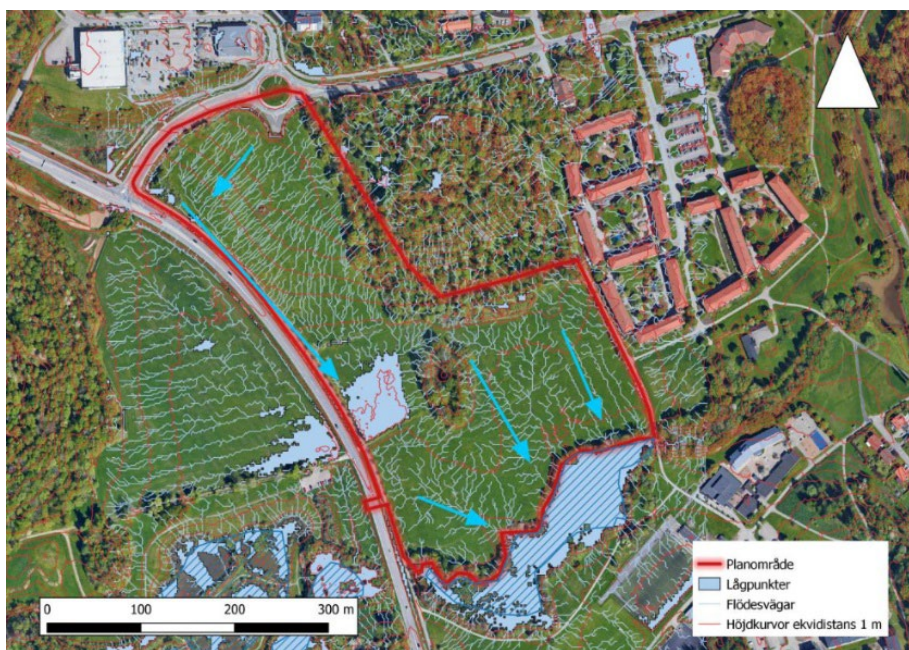 Planområde
Lågpunkter
Flödesvägar
Höjdkurvor ekvidistans 1 m
0 100 200 300 m